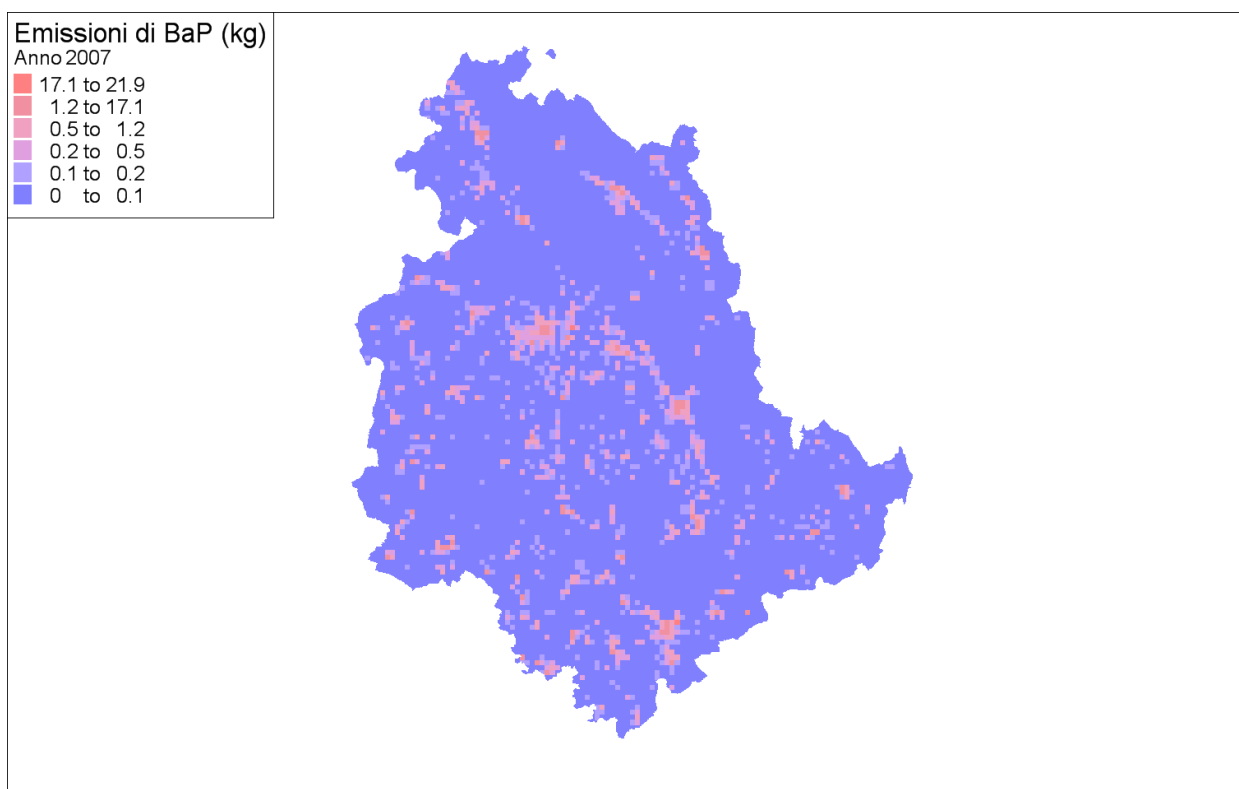 Emissioni di BaP (kg)
Anno 2007
17.1 to 21.9
1.2 to 17.1
0.5 to 1.2
0.2 to 0.5
0.1 to 0.2
0 to 0.1